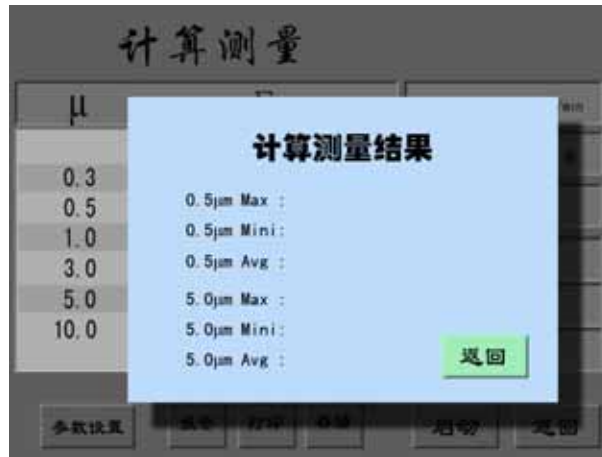 计算测量
μ
计算测量结果
0.3
0.5
1.0
3.0
5.0
10.0
0.5μm Max :
0.5μm Mini:
0.5μm Avg :
5.0μm Max :
5.0μm Mini:
5.0μm Avg :
返回
参数设置
打印
启动
返回